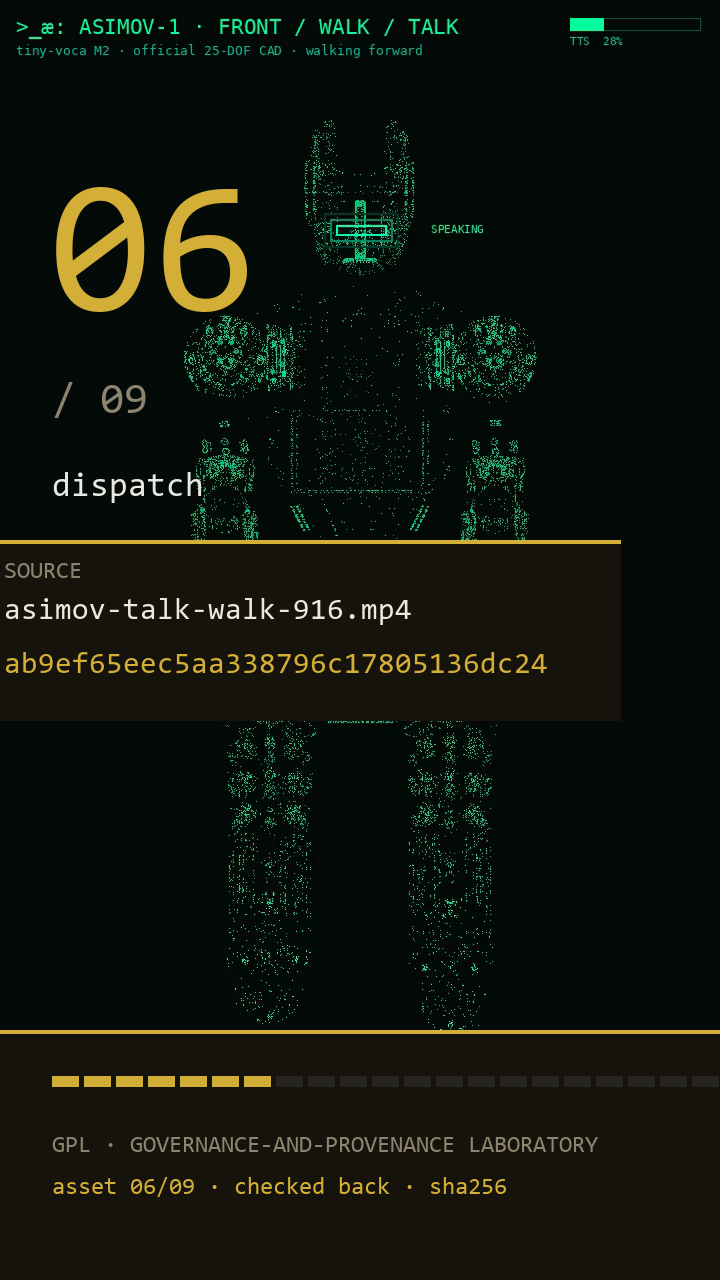 >_æ: ASIMOV-1 · FRONT / WALK / TALK
tiny-voca M2 · official 25-DOF CAD · walking forward
TTS 28%
06
SPEAKING
/ 09
dispatch
SOURCE
asimov-talk-walk-916.mp4
ab9ef65eec5aa338796c17805136dc24
GPL · GOVERNANCE-AND-PROVENANCE LABORATORY
asset 06/09 · checked back · sha256